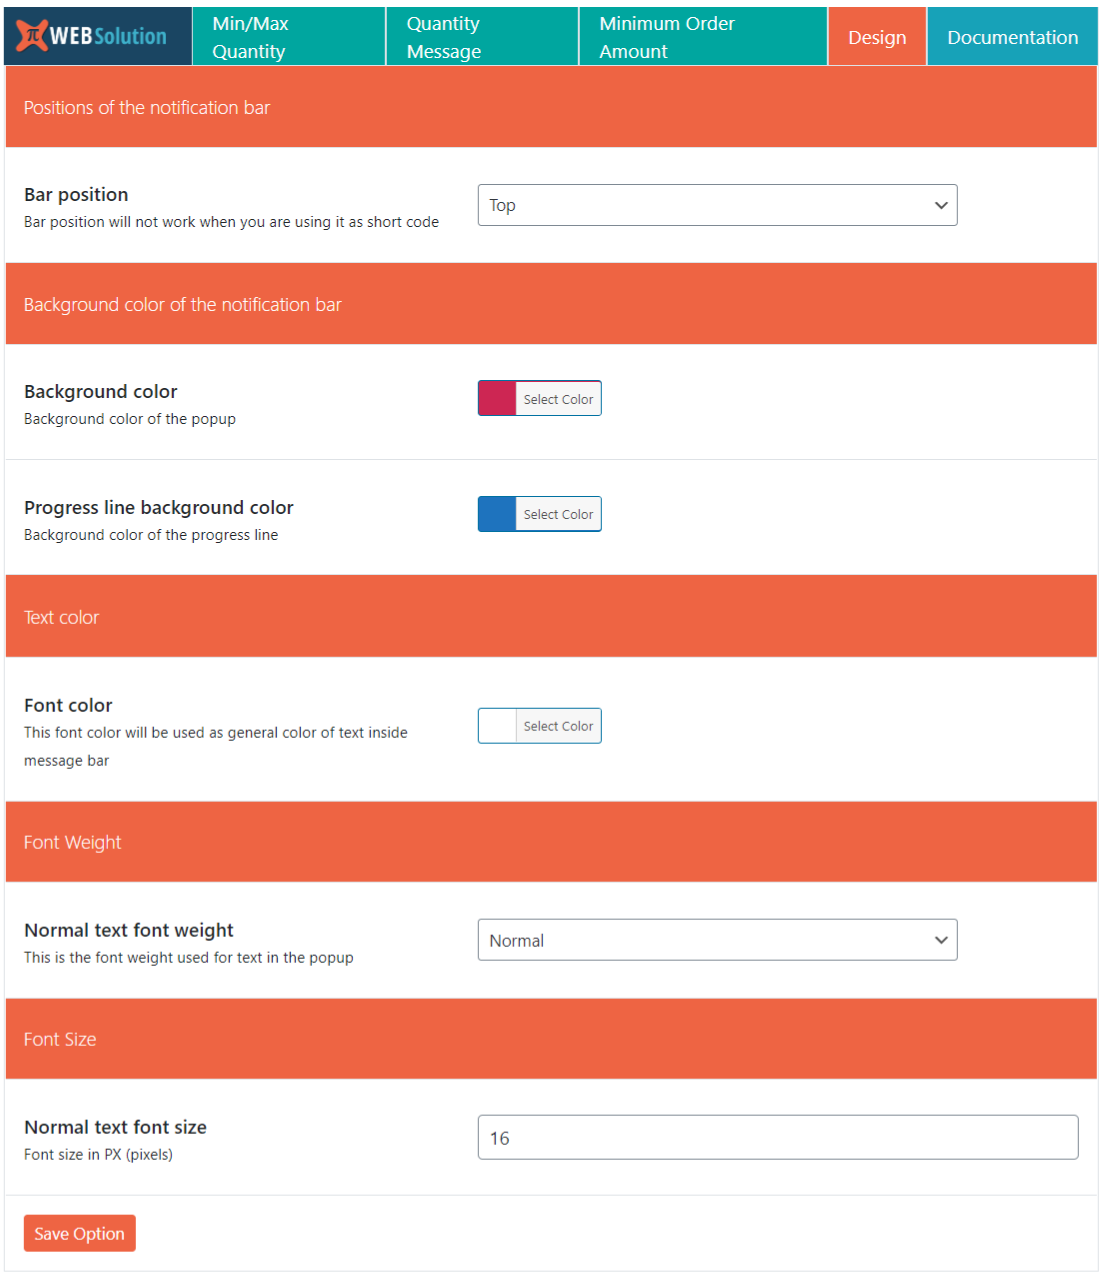 π WEBSolution
Min/Max
Quantity
Quantity
Message
Minimum Order
Amount
Design
Documentation
Positions of the notification bar
Bar position
Bar position will not work when you are using it as short code
Top
Background color of the notification bar
Background color
Background color of the popup
Select Color
Progress line background color
Background color of the progress line
Select Color
Text color
Font color
This font color will be used as general color of text inside
message bar
Select Color
Font Weight
Normal text font weight
This is the font weight used for text in the popup
Normal
Font Size
Normal text font size
Font size in PX (pixels)
16
Save Option